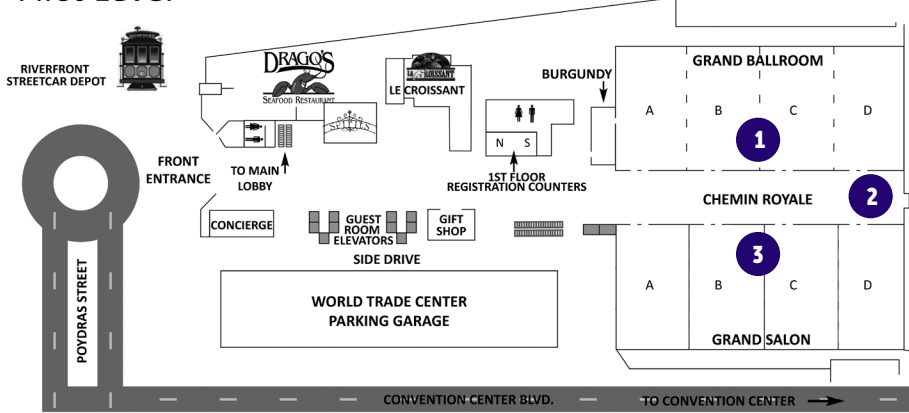 RIVERFRONT
STREETCAR DEPOT
DRAGO'S
SEAFOOD RESTAURANT
LE CROISSANT
LE CROISSANT
BURGUNDY
GRAND BALLROOM
A B C D
1
N S
FRONT
ENTRANCE
TO MAIN
LOBBY
1ST FLOOR
REGISTRATION COUNTERS
CHEMIN ROYALE
2
CONCIERGE
GUEST
ROOM
ELEVATORS
GIFT
SHOP
SIDE DRIVE
3
A B C D
WORLD TRADE CENTER
PARKING GARAGE
GRAND SALON
POYDRAS STREET
CONVENTION CENTER BLVD.
TO CONVENTION CENTER